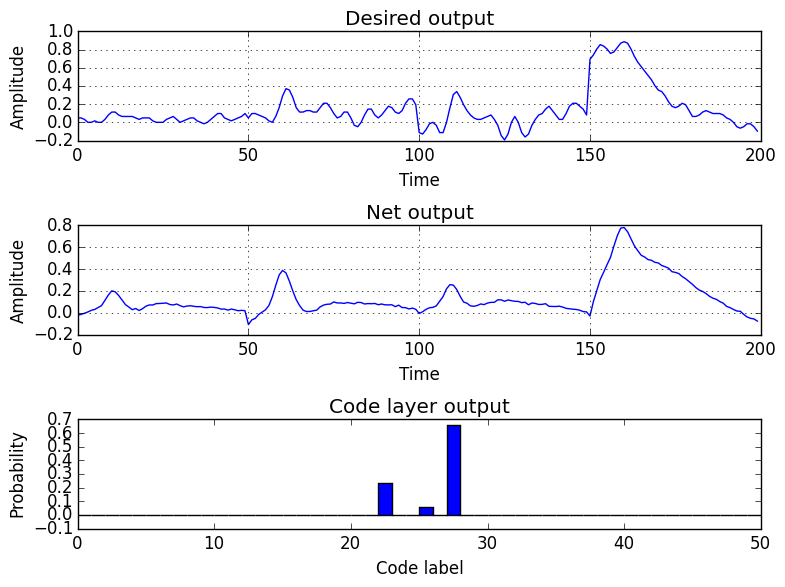 Desired output
1.0
0.8
0.6
0.4
0.2
0.0
−0.2
Amplitude
0 50 100 150 200
Time
Net output
0.8
0.6
0.4
0.2
0.0
−0.2
Amplitude
0 50 100 150 200
Time
Code layer output
0.7
0.6
0.5
0.4
0.3
0.2
0.1
0.0
−0.1
Probability
0 10 20 30 40 50
Code label